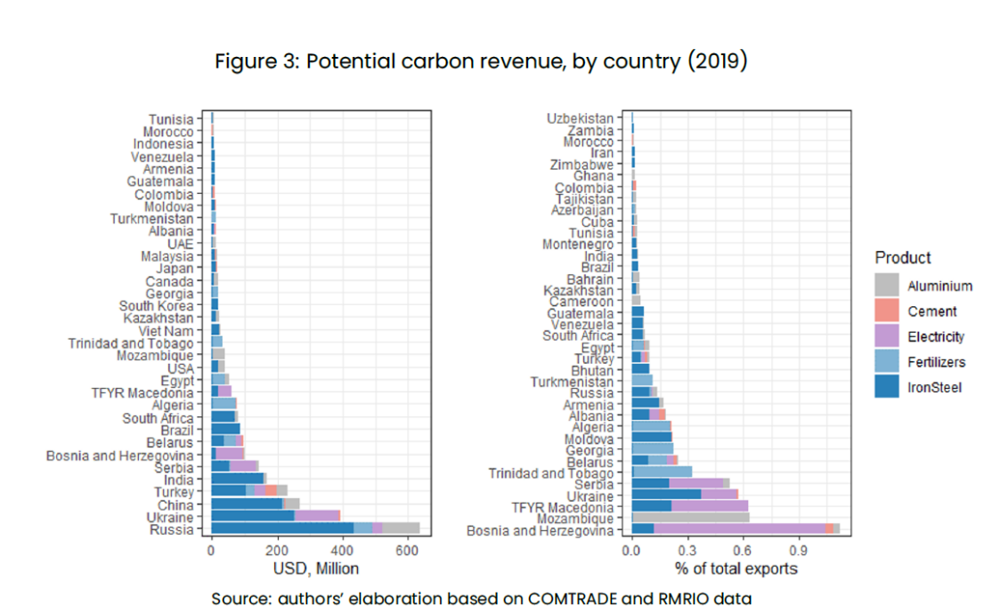 Figure 3: Potential carbon revenue, by country (2019)
Tunisia
Morocco
Indonesia
Venezuela
Armenia
Guatemala
Colombia
Moldova
Turkmenistan
Albania
UAE
Malaysia
Japan
Canada
Georgia
South Korea
Kazakhstan
Viet Nam
Trinidad and Tobago
Mozambique
USA
Egypt
TFYR Macedonia
Algeria
South Africa
Brazil
Belarus
Bosnia and Herzegovina
Serbia
India
Turkey
China
Ukraine
Russia
0 200 400 600
USD, Million
Uzbekistan
Zambia
Morocco
Iran
Zimbabwe
Ghana
Colombia
Tajikistan
Azerbaijan
Cuba
Tunisia
Montenegro
India
Brazil
Bahrain
Kazakhstan
Cameroon
Guatemala
Venezuela
South Africa
Egypt
Turkey
Bhutan
Turkmenistan
Russia
Armenia
Albania
Algeria
Moldova
Georgia
Belarus
Trinidad and Tobago
Serbia
Ukraine
TFYR Macedonia
Mozambique
Bosnia and Herzegovina
0.0 0.3 0.6 0.9
% of total exports
Product
Aluminium
Cement
Electricity
Fertilizers
IronSteel
Source: authors’ elaboration based on COMTRADE and RMRIO data